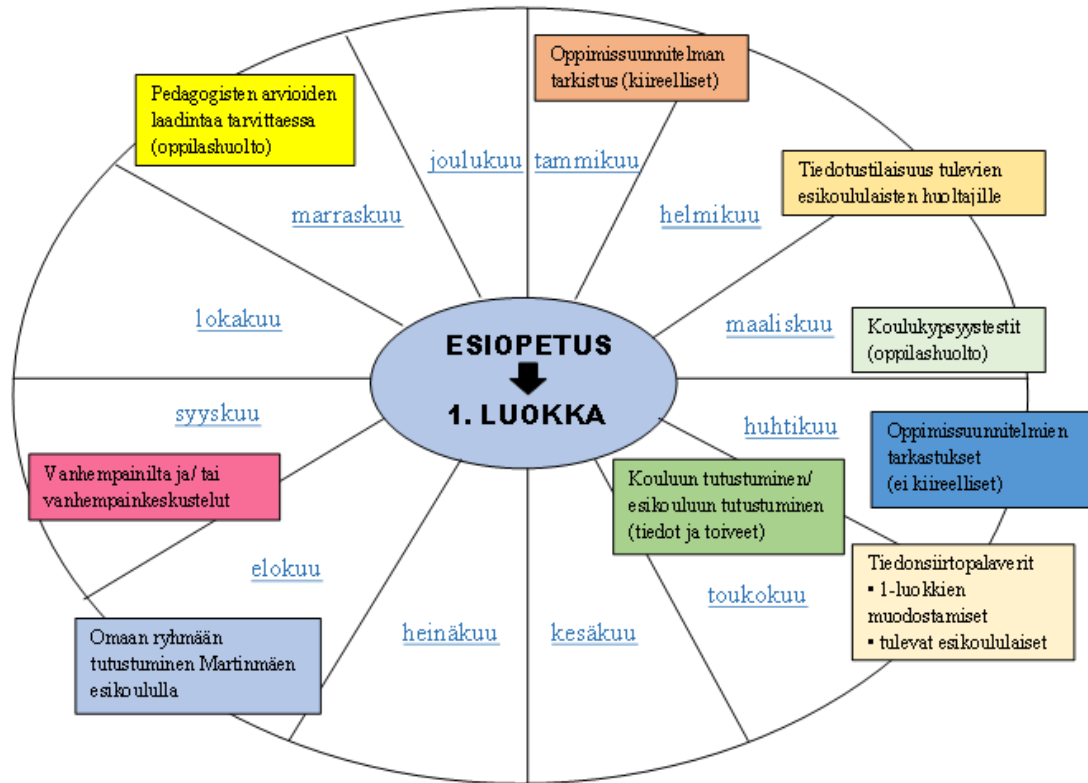 Oppimissuunnitelman
tarkistus (kiireelliset)
Pedagogisten arvioiden
laadintaa tarvittaessa
(oppilashuolto)
joulukuu
tammikuu
Tiedotustilaisuus tulevien
esikoululaisten huoltajille
marraskuu
helmikuu
lokakuu
maaliskuu
Koulukypsyystestit
(oppilashuolto)
ESIOPETUS
1. LUOKKA
syyskuu
huhtikuu
Oppimissuunnitelmien
tarkastukset
(ei kiireelliset)
Vanhempainilta ja/ tai
vanhempainkeskustelut
Kouluun tutustuminen/
esikouluun tutustuminen
(tiedot ja toiveet)
Tiedonsiirtopalaverit
▪ 1-luokkien
muodostamiset
▪ tulevat esikoululaiset
elokuu
toukokuu
heinäkuu
kesäkuu
Omaan ryhmään
tutustuminen Martinmäen
esikoululla